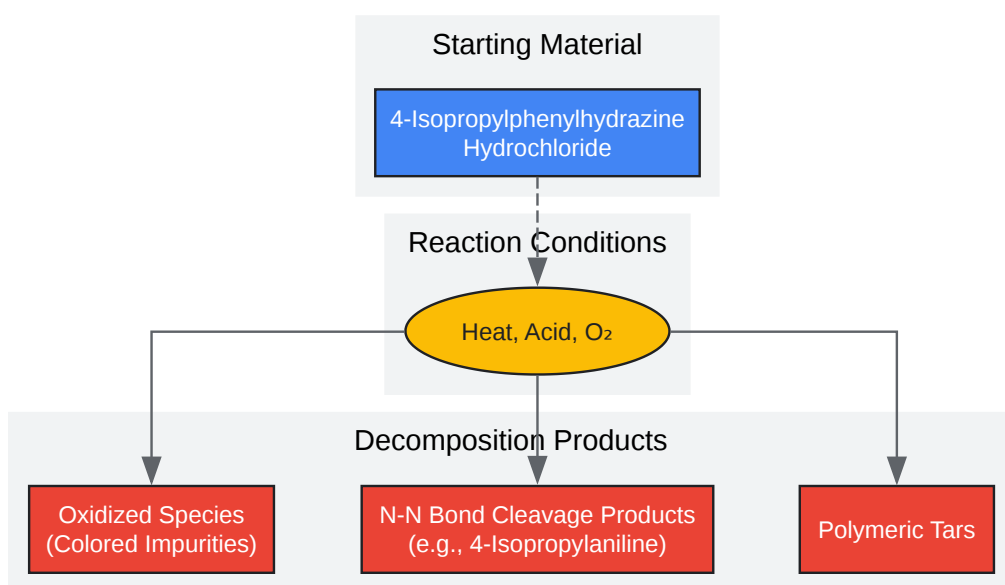 Starting Material
4-Isopropylphenylhydrazine
Hydrochloride
Reaction Conditions
Heat, Acid, O₂
Decomposition Products
Oxidized Species
(Colored Impurities)
N-N Bond Cleavage Products
(e.g., 4-Isopropylaniline)
Polymeric Tars